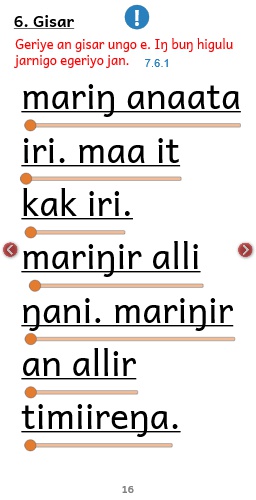 6. Gisar
!
Geriye an gisar ungo e. Iŋ buŋ higulu
jarnigo egeriyo jan. 7.6.1
mariŋ anaata
iri. maa it
kak iri.
mariŋir alli
ŋani. mariŋir
an allir
timiireŋa.
16